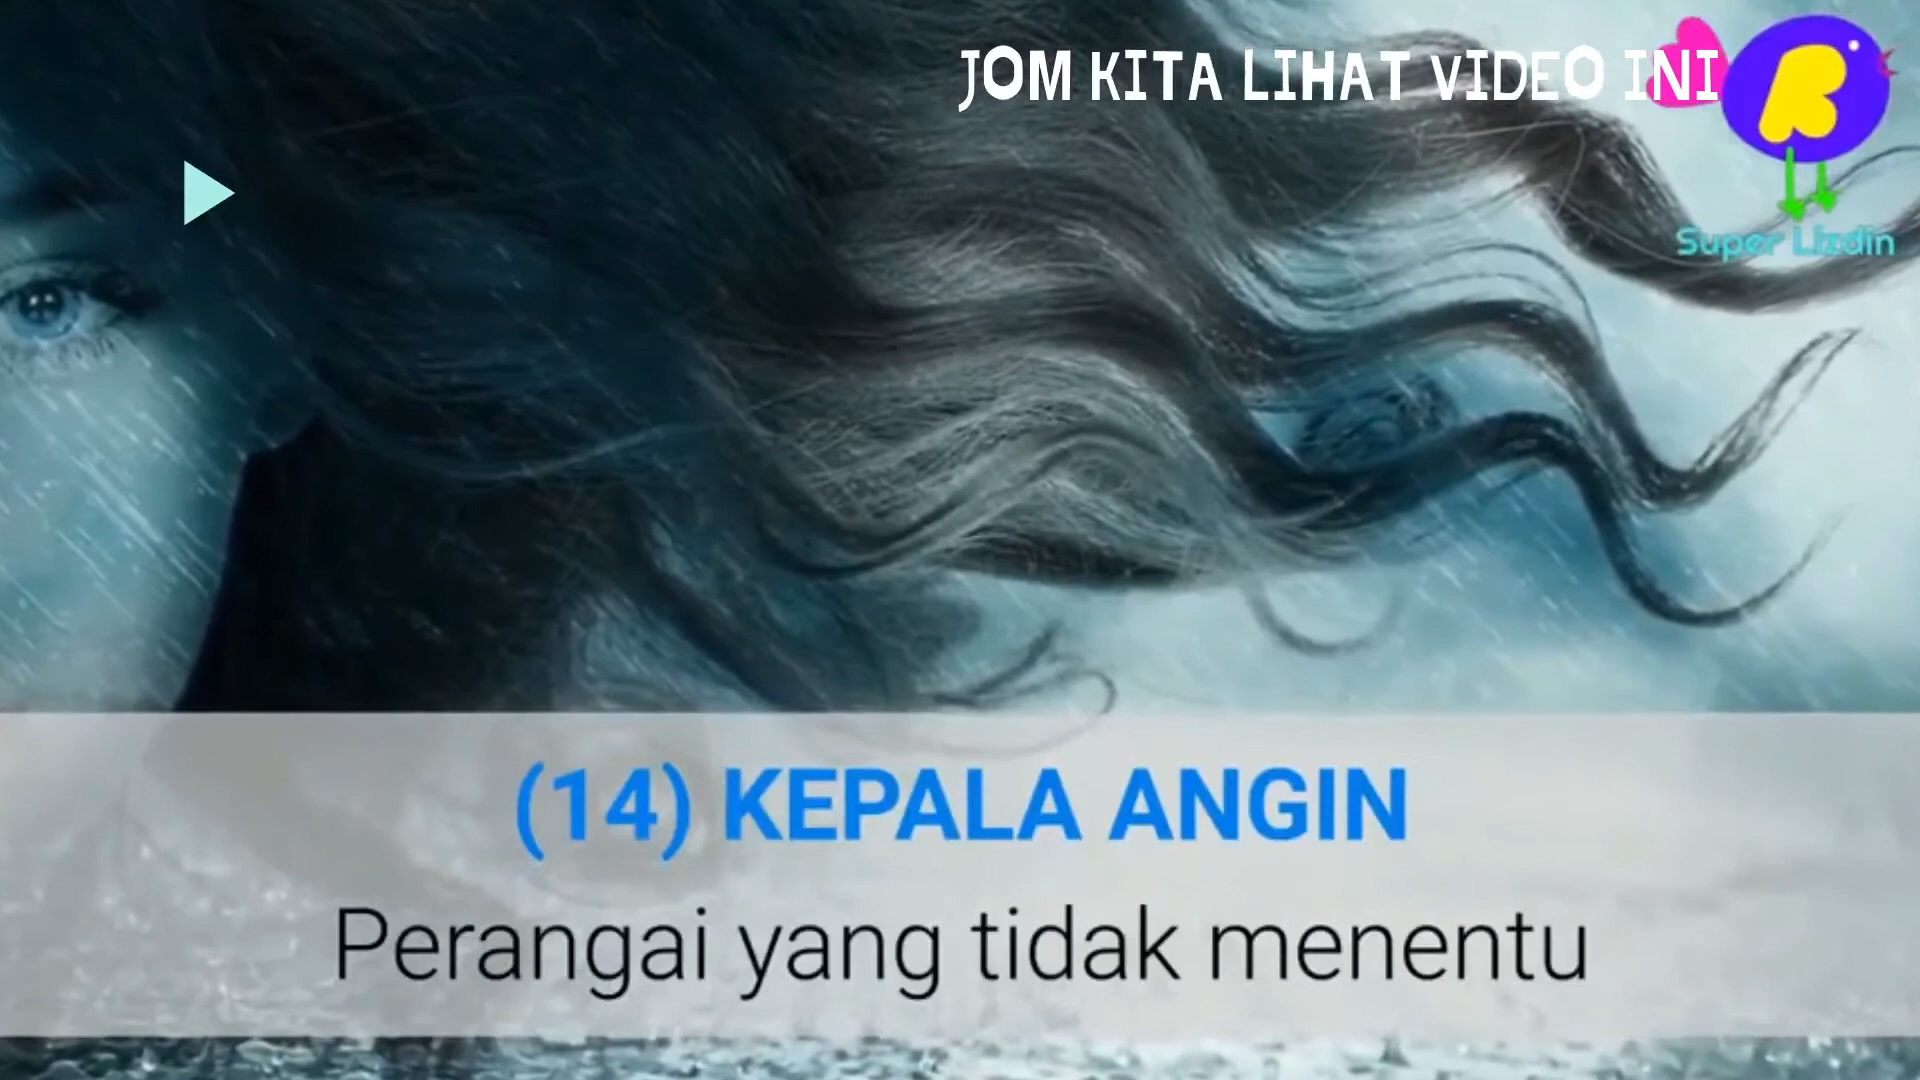 JOM KITA LIHAT VIDEO INI
Super Lizdin
(14) KEPALA ANGIN
Perangai yang tidak menentu